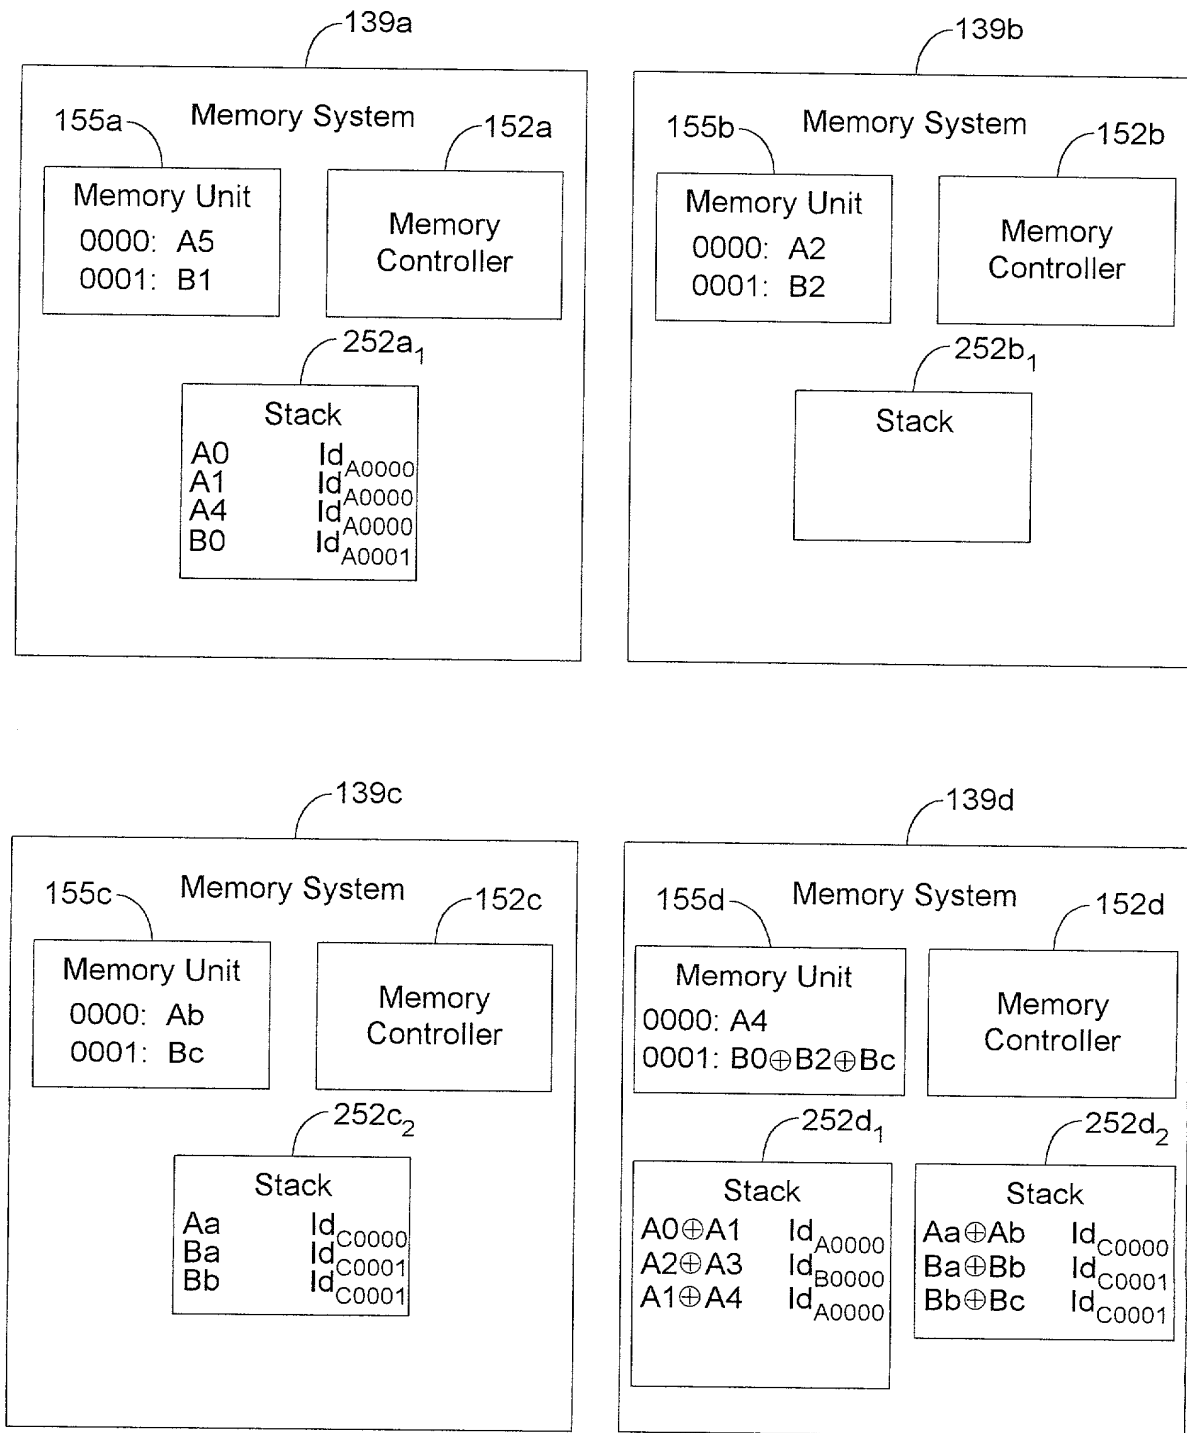 139a
Memory System
155a
152a
Memory Unit
0000: A5
0001: B1
Memory
Controller
252a1
Stack
A0 IdA0000
A1 IdA0000
A4 IdA0000
B0 IdA0001
139b
Memory System
155b
152b
Memory Unit
0000: A2
0001: B2
Memory
Controller
252b1
Stack
139c
Memory System
155c
152c
Memory Unit
0000: Ab
0001: Bc
Memory
Controller
252c2
Stack
Aa IdC0000
Ba IdC0001
Bb IdC0001
139d
Memory System
155d
152d
Memory Unit
0000: A4
0001: B0⊕B2⊕Bc
Memory
Controller
252d1
Stack
A0⊕A1 IdA0000
A2⊕A3 IdB0000
A1⊕A4 IdA0000
252d2
Stack
Aa⊕Ab IdC0000
Ba⊕Bb IdC0001
Bb⊕Bc IdC0001